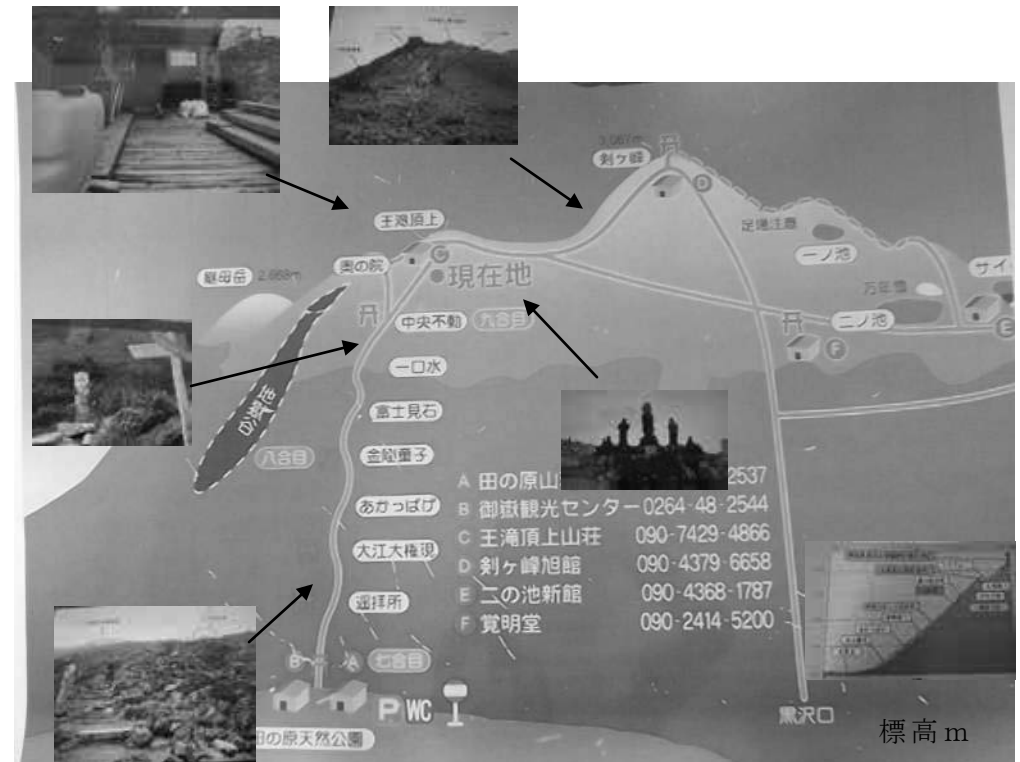 3,067m
剣ヶ峰
王滝頂上
足場注意
一ノ池
サイ
継母岳 2,868m
奥の院
現在地
万年雪
中央不動 九合目
二ノ池
一口水
地獄谷
富士見石
八合目
金剛童子
あかっぱげ
大江大権現
遥拝所
七合目
A 田の原山 2537
B 御嶽観光センター 0264-48-2544
C 王滝頂上山荘 090-7429-4866
D 剣ヶ峰旭館 090-4379-6658
E 二の池新館 090-4368-1787
F 覚明堂 090-2414-5200
B A
C
D
E
F
P WC
田の原天然公園
黒沢口
標高m